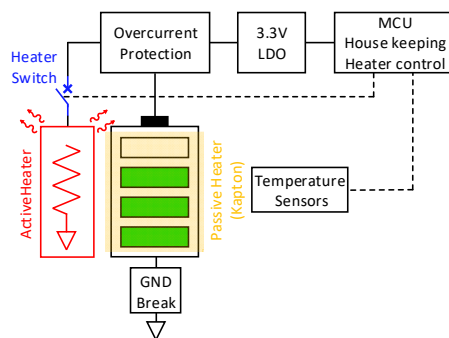 Overcurrent
Protection
3.3V
LDO
MCU
House keeping
Heater control
Heater
Switch
ActiveHeater
Passive Heater
(Kapton)
Temperature
Sensors
GND
Break